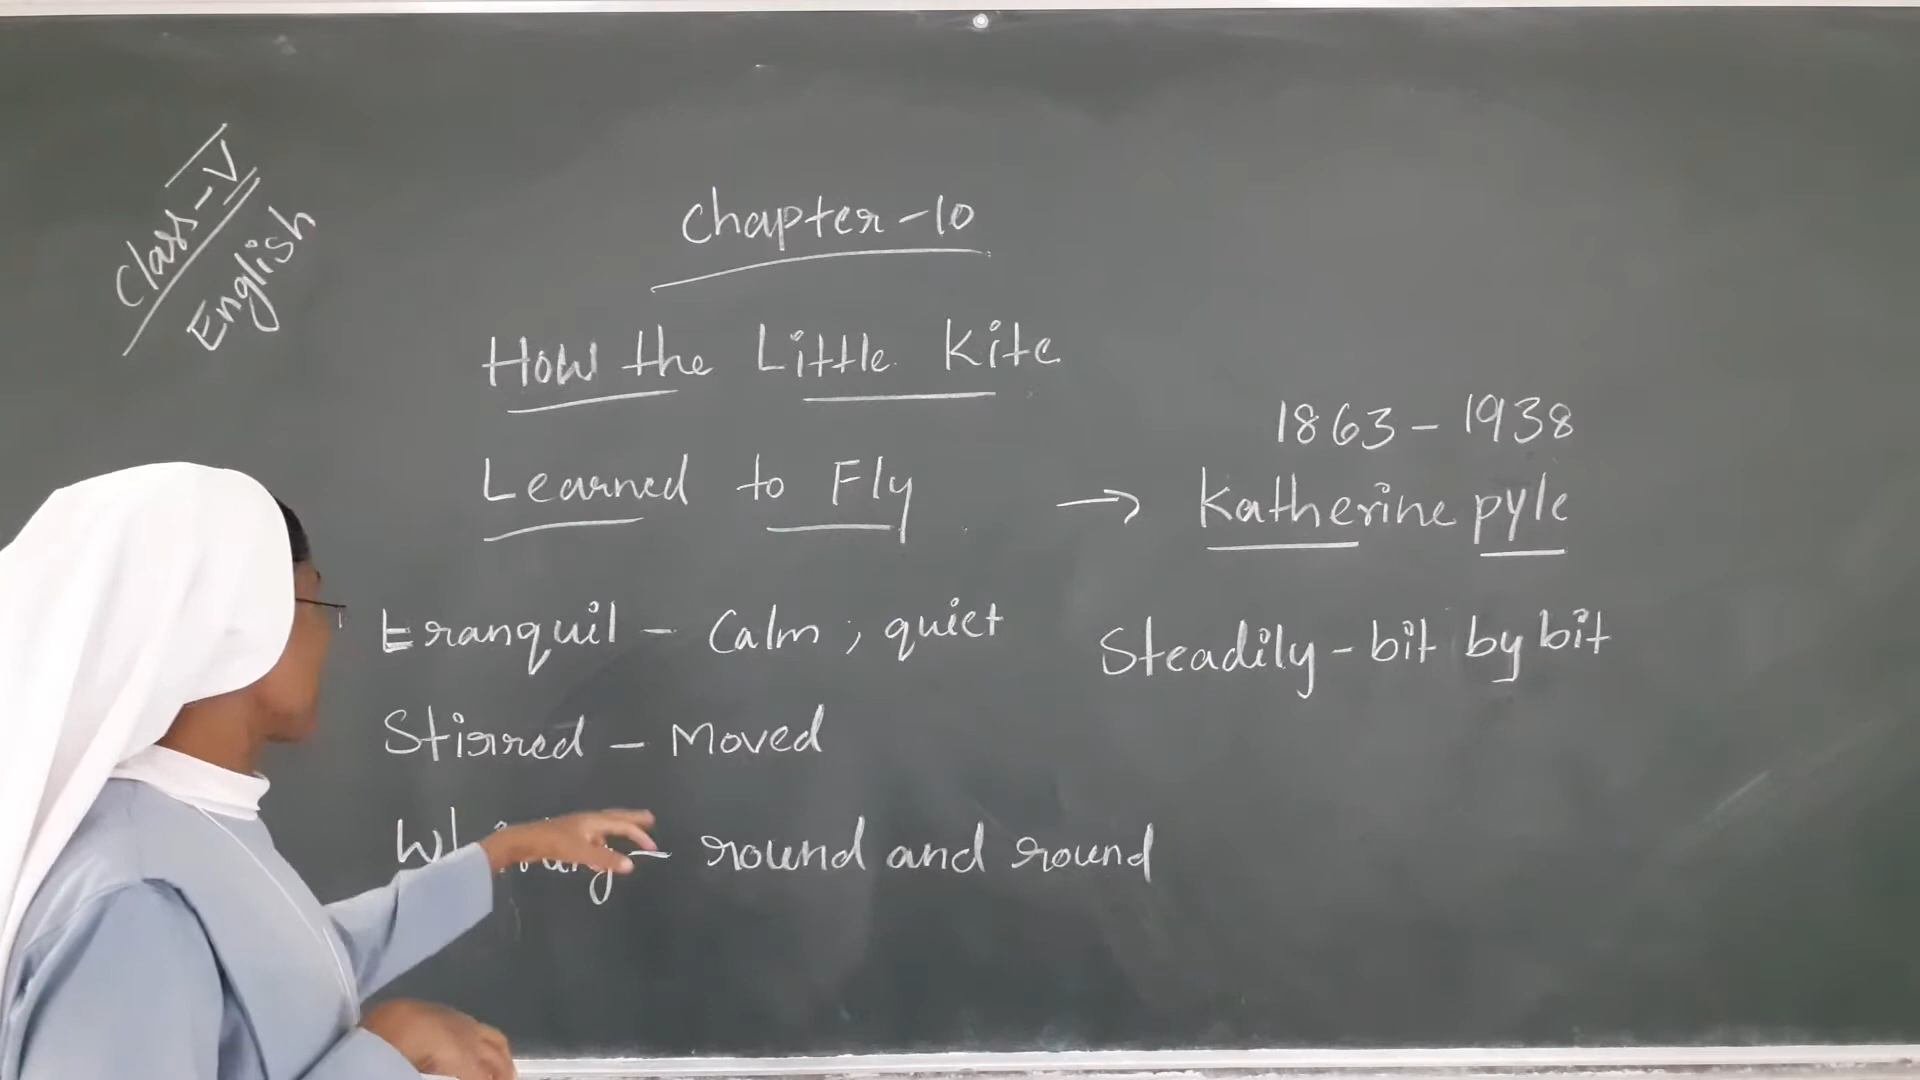 Class-V
English
Chapter-10
How the Little Kite
Learned to Fly
1863-1938
→ Katherine pyle
tranquil - Calm ; quiet
Steadily - bit by bit
Stirred - Moved
- round and round